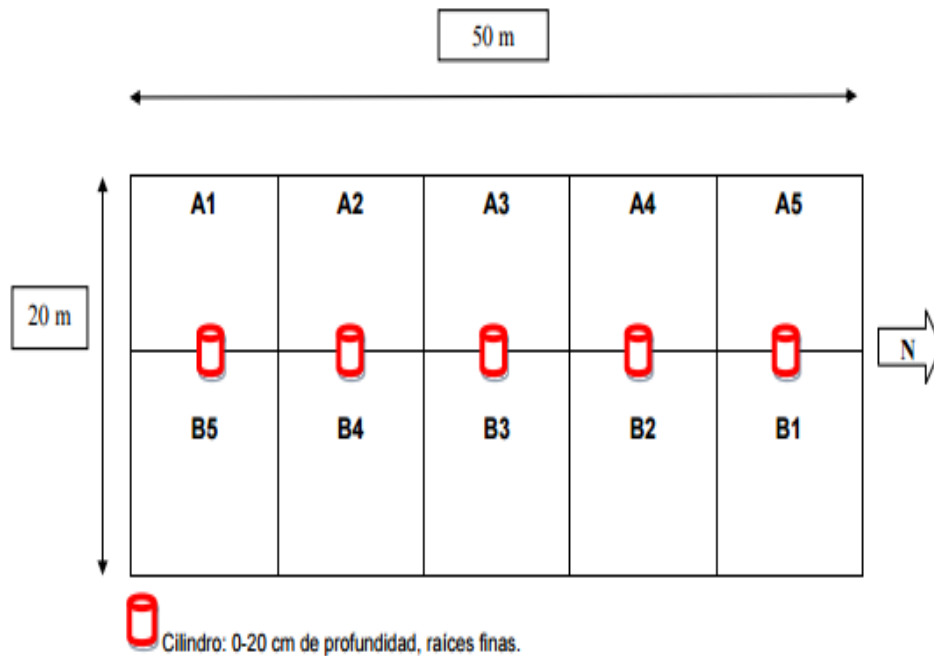 50 m
A1 A2 A3 A4 A5
20 m
N
B5 B4 B3 B2 B1
Cilindro: 0-20 cm de profundidad, raíces finas.